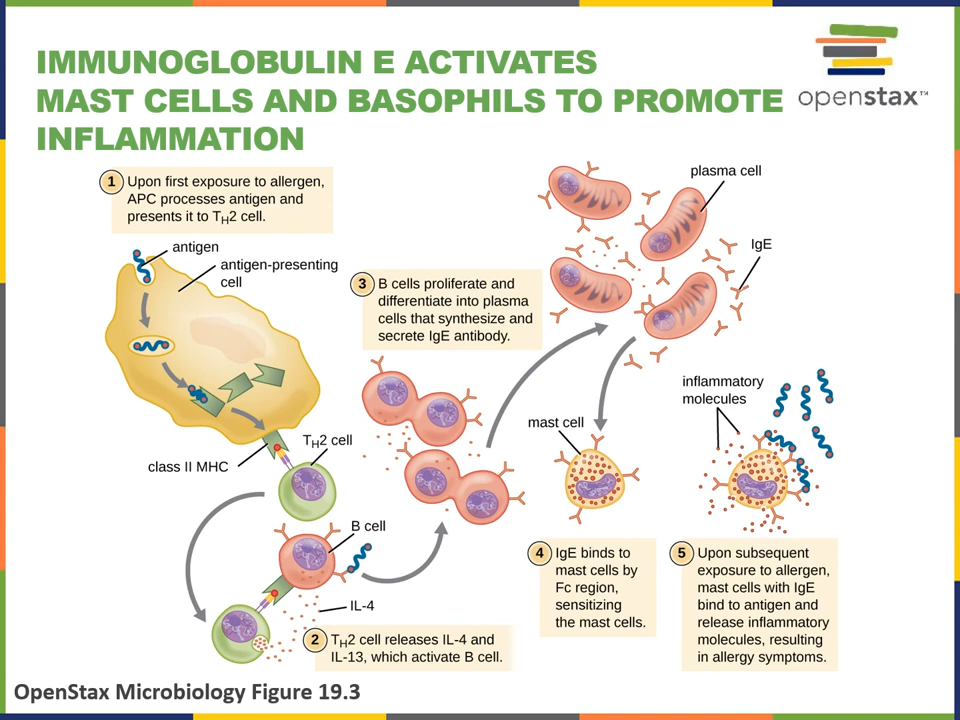 IMMUNOGLOBULIN E ACTIVATES
MAST CELLS AND BASOPHILS TO PROMOTE
INFLAMMATION
openstax™
1 Upon first exposure to allergen,
APC processes antigen and
presents it to TH2 cell.
antigen
antigen-presenting
cell
class II MHC
TH2 cell
B cell
IL-4
2 TH2 cell releases IL-4 and
IL-13, which activate B cell.
3 B cells proliferate and
differentiate into plasma
cells that synthesize and
secrete IgE antibody.
plasma cell
IgE
mast cell
inflammatory
molecules
4 IgE binds to
mast cells by
Fc region,
sensitizing
the mast cells.
5 Upon subsequent
exposure to allergen,
mast cells with IgE
bind to antigen and
release inflammatory
molecules, resulting
in allergy symptoms.
OpenStax Microbiology Figure 19.3